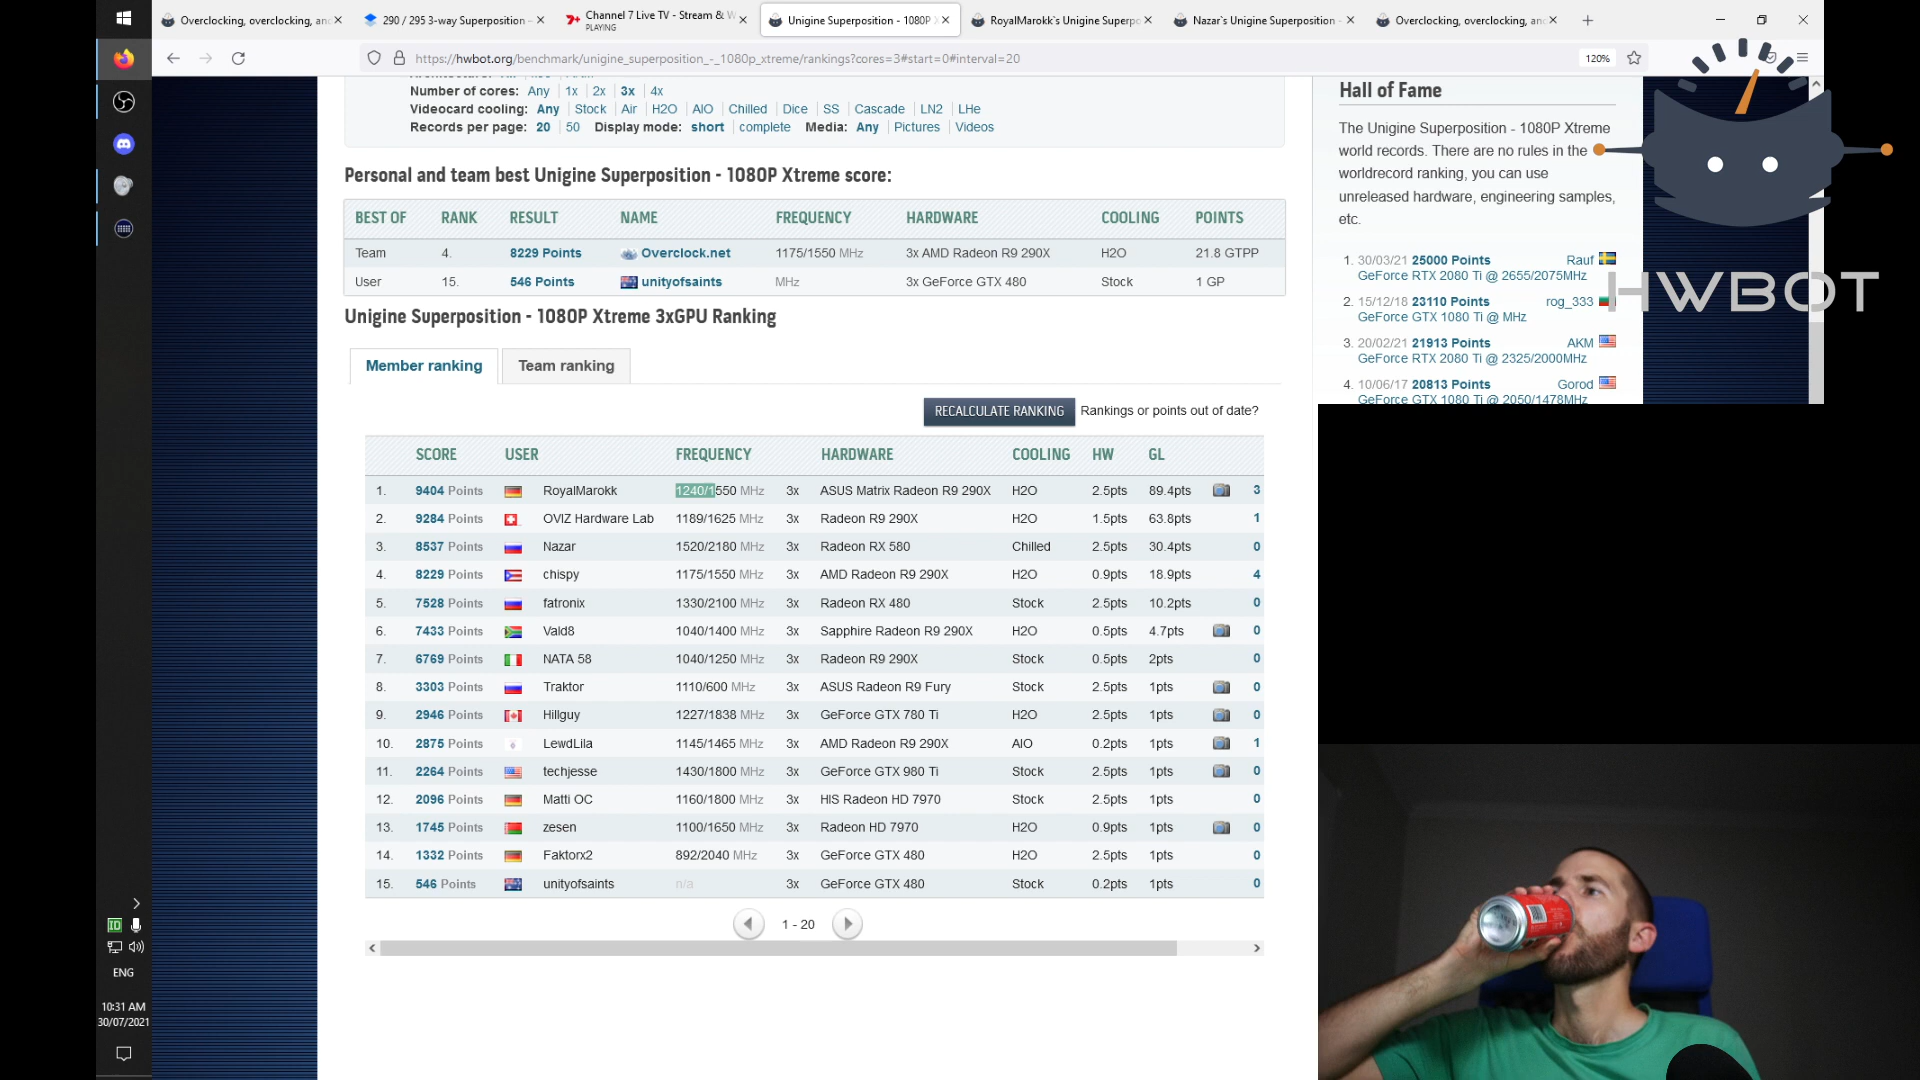 Overclocking, overclocking, and
290 / 295 3-way Superposition -
Channel 7 Live TV - Stream & W
PLAYING
Unigine Superposition - 1080P
RoyalMarokk`s Unigine Superpo
Nazar`s Unigine Superposition
Overclocking, overclocking, and
https://hwbot.org/benchmark/unigine_superposition_-_1080p_xtreme/rankings?cores=3#start=0#interval=20
120%
Number of cores: Any 1x 2x 3x 4x
Videocard cooling: Any Stock Air H2O AIO Chilled Dice SS Cascade LN2 LHe
Records per page: 20 50 Display mode: short complete Media: Any Pictures Videos
Personal and team best Unigine Superposition - 1080P Xtreme score:
BEST OF RANK RESULT NAME FREQUENCY HARDWARE COOLING POINTS
Team 4. 8229 Points Overclock.net 1175/1550 MHz 3x AMD Radeon R9 290X H2O 21.8 GTPP
User 15. 546 Points unityofsaints MHz 3x GeForce GTX 480 Stock 1 GP
Unigine Superposition - 1080P Xtreme 3xGPU Ranking
Member ranking Team ranking
RECALCULATE RANKING Rankings or points out of date?
SCORE USER FREQUENCY HARDWARE COOLING HW GL
1. 9404 Points RoyalMarokk 1240/1550 MHz 3x ASUS Matrix Radeon R9 290X H2O 2.5pts 89.4pts 3
2. 9284 Points OVIZ Hardware Lab 1189/1625 MHz 3x Radeon R9 290X H2O 1.5pts 63.8pts 1
3. 8537 Points Nazar 1520/2180 MHz 3x Radeon RX 580 Chilled 2.5pts 30.4pts 0
4. 8229 Points chispy 1175/1550 MHz 3x AMD Radeon R9 290X H2O 0.9pts 18.9pts 4
5. 7528 Points fatronix 1330/2100 MHz 3x Radeon RX 480 Stock 2.5pts 10.2pts 0
6. 7433 Points Vald8 1040/1400 MHz 3x Sapphire Radeon R9 290X H2O 0.5pts 4.7pts 0
7. 6769 Points NATA 58 1040/1250 MHz 3x Radeon R9 290X Stock 0.5pts 2pts 0
8. 3303 Points Traktor 1110/600 MHz 3x ASUS Radeon R9 Fury Stock 2.5pts 1pts 0
9. 2946 Points Hillguy 1227/1838 MHz 3x GeForce GTX 780 Ti H2O 2.5pts 1pts 0
10. 2875 Points LewdLila 1145/1465 MHz 3x AMD Radeon R9 290X AIO 0.2pts 1pts 1
11. 2264 Points techjesse 1430/1800 MHz 3x GeForce GTX 980 Ti Stock 2.5pts 1pts 0
12. 2096 Points Matti OC 1160/1800 MHz 3x HIS Radeon HD 7970 Stock 0.9pts 1pts 0
13. 1745 Points zesen 1100/1650 MHz 3x Radeon HD 7970 H2O 0.9pts 1pts 0
14. 1332 Points Faktorx2 892/2040 MHz 3x GeForce GTX 480 H2O 2.5pts 1pts 0
15. 546 Points unityofsaints n/a 3x GeForce GTX 480 Stock 0.2pts 1pts 0
1 - 20
Hall of Fame
The Unigine Superposition - 1080P Xtreme
world records. There are no rules in the
worldrecord ranking, you can use
unreleased hardware, engineering samples,
etc.
1. 30/03/21 25000 Points Rauf
GeForce RTX 2080 Ti @ 2655/2075MHz
2. 15/12/18 23110 Points rog_333
GeForce GTX 1080 Ti @ MHz
3. 20/02/21 21913 Points AKM
GeForce RTX 2080 Ti @ 2325/2000MHz
4. 10/06/17 20813 Points Gorod
GeForce GTX 1080 Ti @ 2050/1478MHz
HWBOT
ENG
10:31 AM
30/07/2021